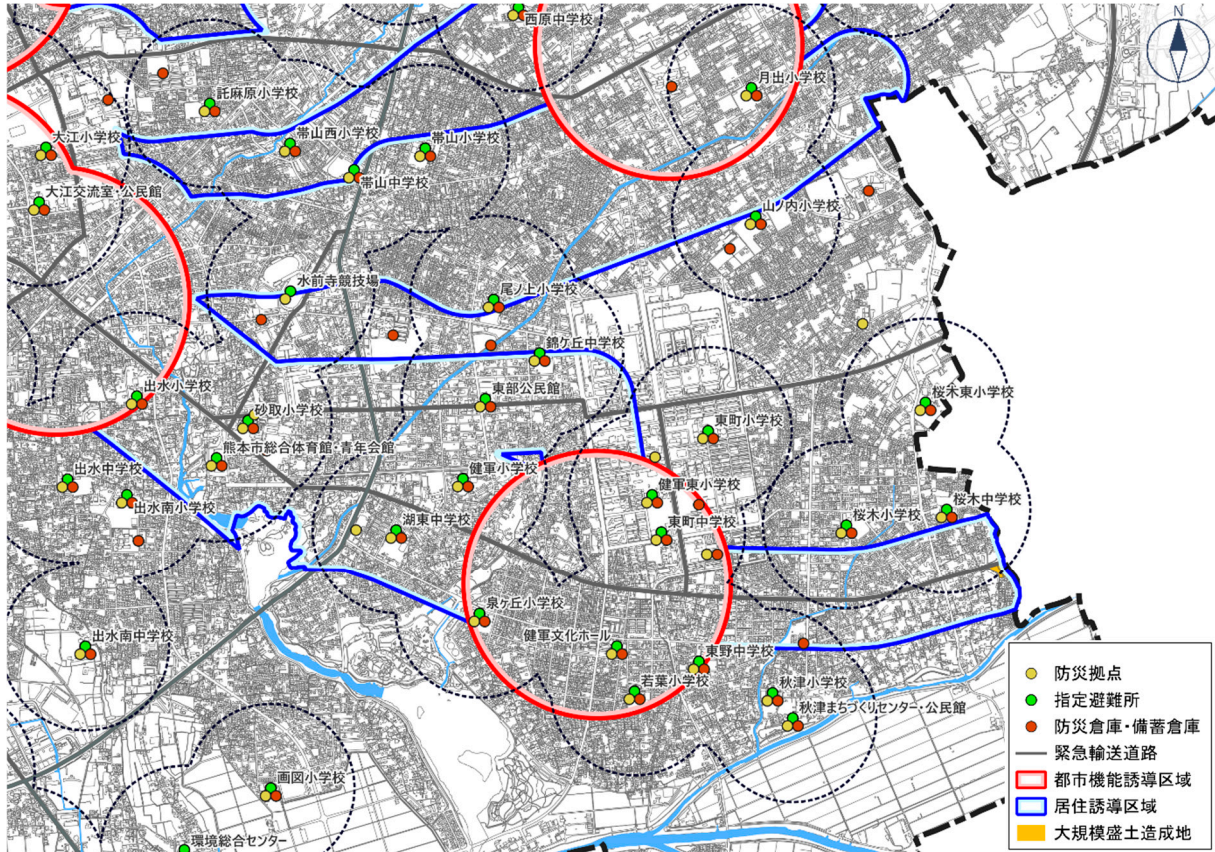 西原中学校
N
月出小学校
託麻原小学校
大江小学校
帯山西小学校
帯山小学校
帯山中学校
大江交流室・公民館
山ノ内小学校
水前寺競技場
尾ノ上小学校
錦ケ丘中学校
出水小学校
東部公民館
桜木東小学校
砂取小学校
東町小学校
熊本市総合体育館・青年会館
出水中学校
健軍小学校
健軍東小学校
出水南小学校
桜木中学校
湖東中学校
東町中学校
桜木小学校
泉ケ丘小学校
出水南中学校
健軍文化ホール
東野中学校
若葉小学校
秋津小学校
秋津まちづくりセンター・公民館
画図小学校
環境総合センター
防災拠点
指定避難所
防災倉庫・備蓄倉庫
緊急輸送道路
都市機能誘導区域
居住誘導区域
大規模盛土造成地